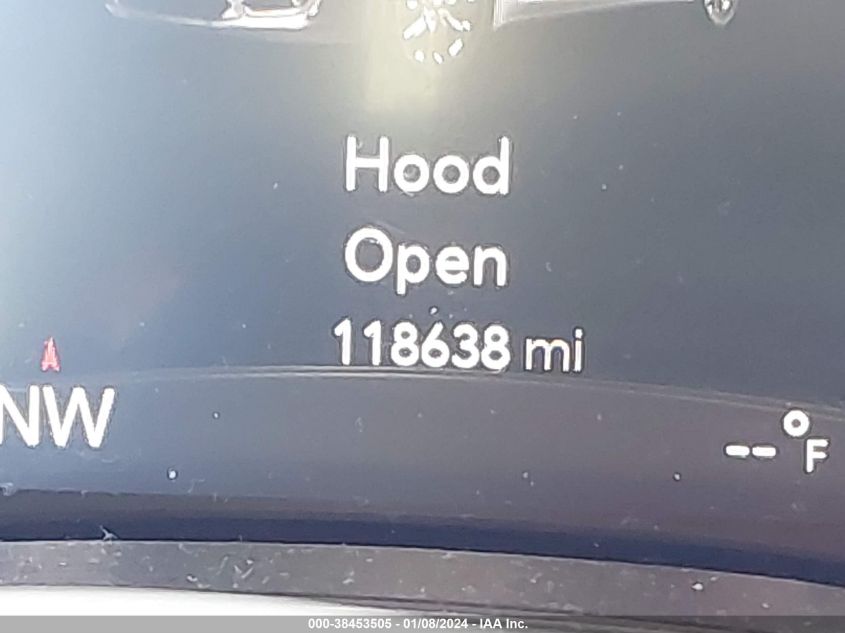 Hood
Open
118638 mi
NW
--°F
000-38453505 - 01/08/2024 - IAA Inc.